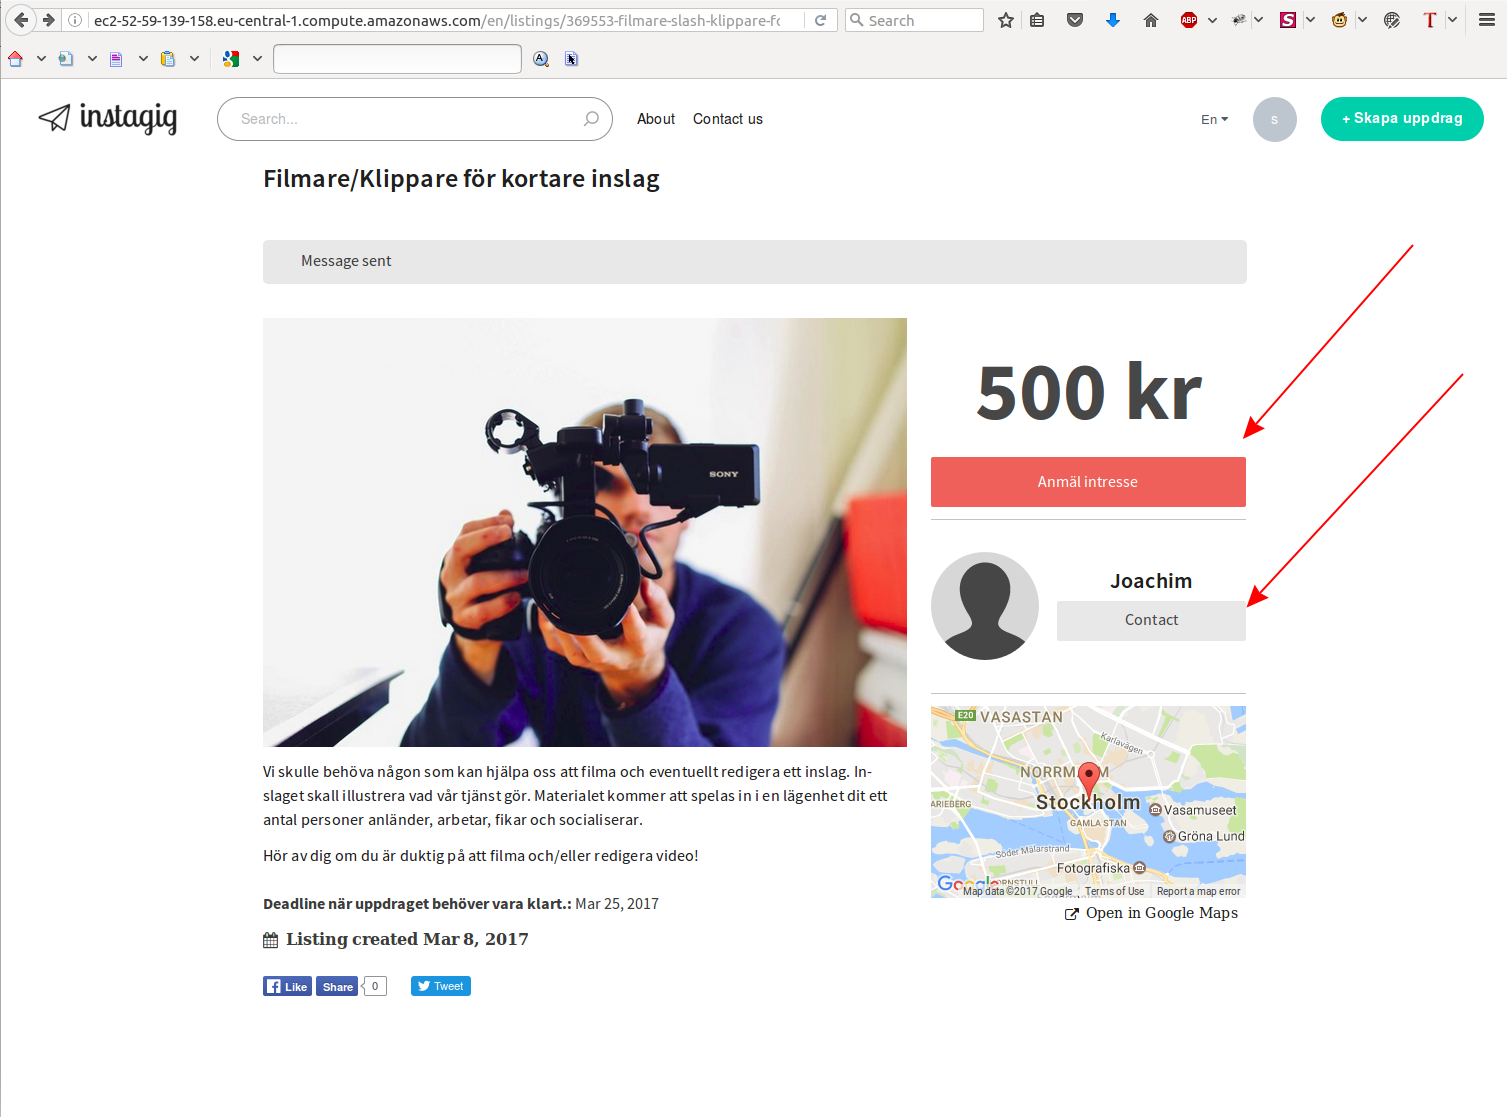 ec2-52-59-139-158.eu-central-1.compute.amazonaws.com/en/listings/369553-filmare-slash-klippare-fo
Search
ABP
S
T
instagig
Search...
About
Contact us
En
s
+ Skapa uppdrag
Filmare/Klippare för kortare inslag
Message sent
SONY
500 kr
Anmäl intresse
Joachim
Contact
E20 VASASTAN
Karlavägen
NORRMALM
Stockholm
ARIEBERG
Vasamuseet
GAMLA STAN
Gröna Lund
Söder Mälarstrand
Fotografiska
Google
HORNSTULL
Map data ©2017 Google
Terms of Use
Report a map error
Open in Google Maps
Vi skulle behöva någon som kan hjälpa oss att filma och eventuellt redigera ett inslag. In-
slaget skall illustrera vad vår tjänst gör. Materialet kommer att spelas in i en lägenhet dit ett
antal personer anländer, arbetar, fikar och socialiserar.
Hör av dig om du är duktig på att filma och/eller redigera video!
Deadline när uppdraget behöver vara klart.: Mar 25, 2017
Listing created Mar 8, 2017
Like
Share
0
Tweet